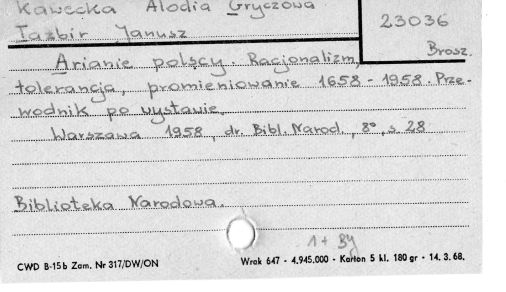 Kawecka Alodia Gryczowa
Tazbir Janusz
23036
Brosz.
Arianie polscy. Racjonalizm,
tolerancja, promieniowanie 1658-1958. Prze-
wodnik po wystawie.
Warszawa 1958, dr. Bibl. Narod., 8°, s. 28
Biblioteka Narodowa.
1 + By
CWD B-15b Zam. Nr 317/DW/ON
Wrak 647 - 4.945.000 - Karton 5 kl. 180 gr - 14. 3. 68.